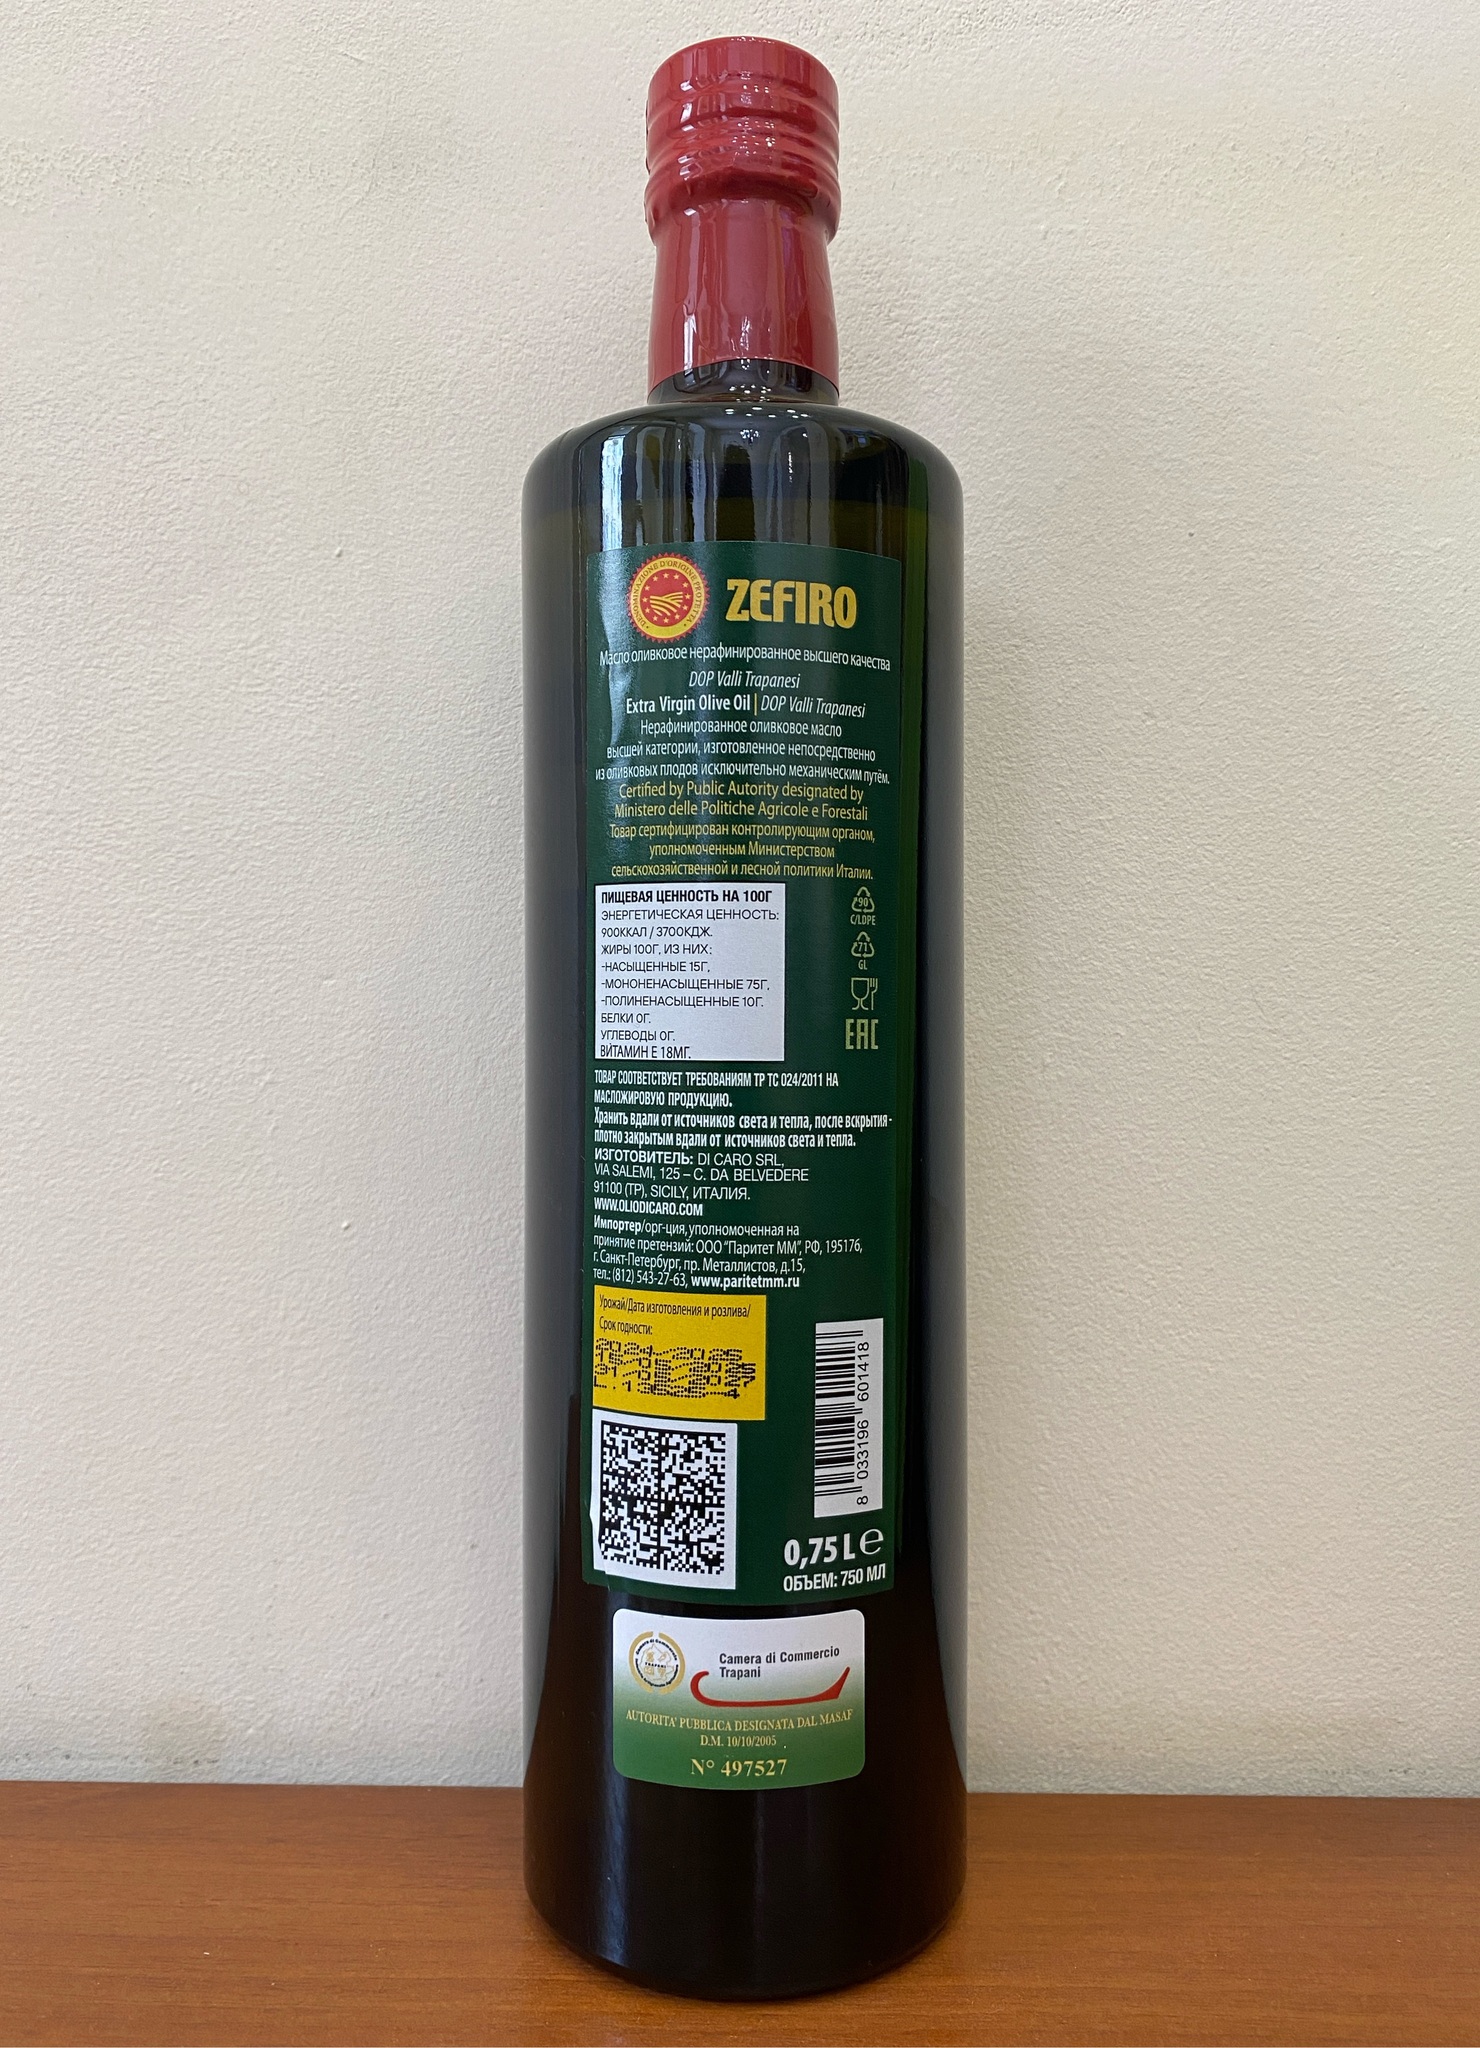 DENOMINAZIONE D'ORIGINE PROTETTA
ZEFIRO
Масло оливковое нерафинированное высшего качества
DOP Valli Trapanesi
Extra Virgin Olive Oil | DOP Valli Trapanesi
Нерафинированное оливковое масло
высшей категории, изготовленное непосредственно
из оливковых плодов исключительно механическим путём.
Certified by Public Autority designated by
Ministero delle Politiche Agricole e Forestali
Товар сертифицирован контролирующим органом,
уполномоченным Министерством
сельскохозяйственной и лесной политики Италии.
ПИЩЕВАЯ ЦЕННОСТЬ НА 100Г
ЭНЕРГЕТИЧЕСКАЯ ЦЕННОСТЬ:
900ККАЛ / 3700КДЖ.
ЖИРЫ 100Г, ИЗ НИХ:
-НАСЫЩЕННЫЕ 15Г,
-МОНОНЕНАСЫЩЕННЫЕ 75Г,
-ПОЛИНЕНАСЫЩЕННЫЕ 10Г.
БЕЛКИ 0Г.
УГЛЕВОДЫ 0Г.
ВИТАМИН Е 18МГ.
90
C/LDPE
71
GL
EAC
ТОВАР СООТВЕТСТВУЕТ ТРЕБОВАНИЯМ ТР ТС 024/2011 НА
МАСЛОЖИРОВУЮ ПРОДУКЦИЮ.
Хранить вдали от источников света и тепла, после вскрытия -
плотно закрытым вдали от источников света и тепла.
ИЗГОТОВИТЕЛЬ: DI CARO SRL,
VIA SALEMI, 125 – C. DA BELVEDERE
91100 (TP), SICILY, ИТАЛИЯ.
WWW.OLIODICARO.COM
Импортер/орг-ция,уполномоченная на
принятие претензий: ООО "Паритет ММ", РФ, 195176,
г. Санкт-Петербург, пр. Металлистов, д.15,
тел.: (812) 543-27-63, www.paritetmm.ru
Урожай/Дата изготовления и розлива/
Срок годности:
2024-2025
8 033196 601418
0,75 L e
ОБЪЕМ: 750 МЛ
Camera di Commercio
Trapani
AUTORITA' PUBBLICA DESIGNATA DAL MASAF
D.M. 10/10/2005
N° 497527